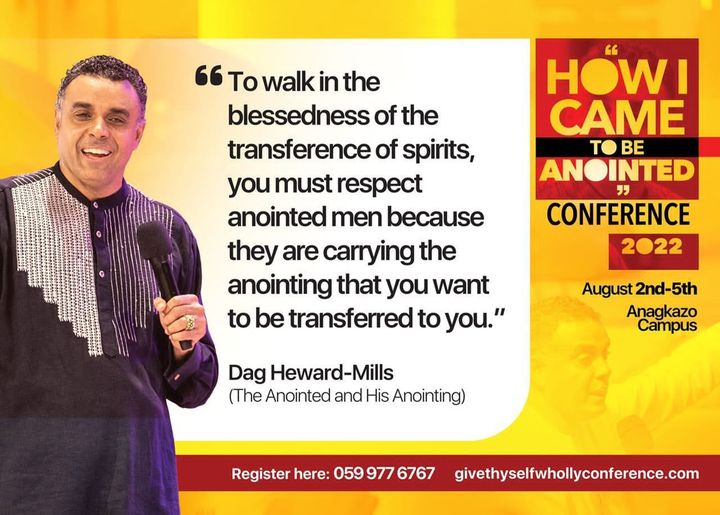 “To walk in the
blessedness of the
transference of spirits,
you must respect
anointed men because
they are carrying the
anointing that you want
to be transferred to you.”
Dag Heward-Mills
(The Anointed and His Anointing)
“
HOW I
CAME
TO BE
ANOINTED
”
CONFERENCE
2022
August 2nd-5th
Anagkazo
Campus
Register here: 059 977 6767 givethyselfwhollyconference.com